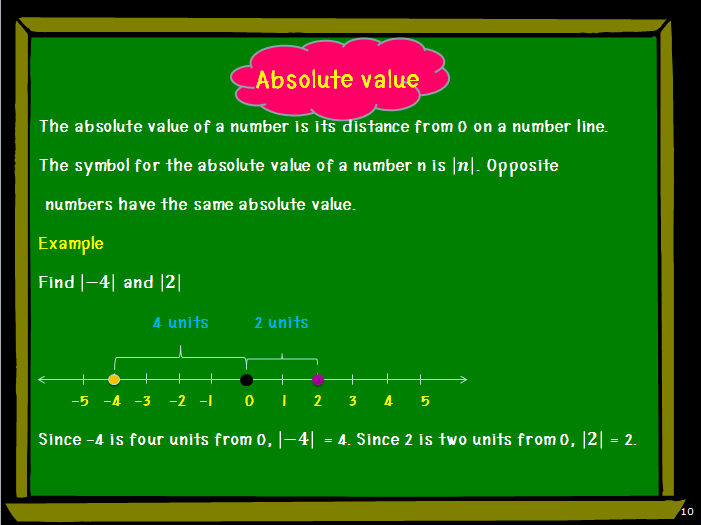 Absolute value
The absolute value of a number is its distance from 0 on a number line.
The symbol for the absolute value of a number n is |n|. Opposite
numbers have the same absolute value.
Example
Find |−4| and |2|
4 units 2 units
-5 -4 -3 -2 -1 0 1 2 3 4 5
Since -4 is four units from 0, |−4| = 4. Since 2 is two units from 0, |2| = 2.
10